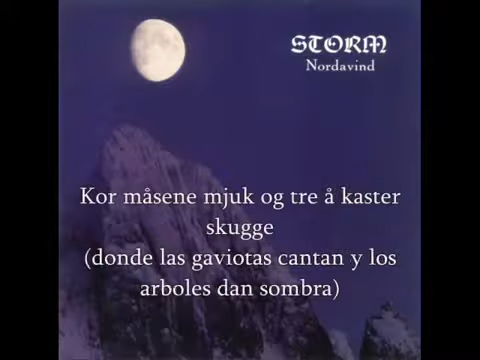 STORM
Nordavind
Kor måsene mjuk og tre å kaster
skugge
(donde las gaviotas cantan y los
arboles dan sombra)